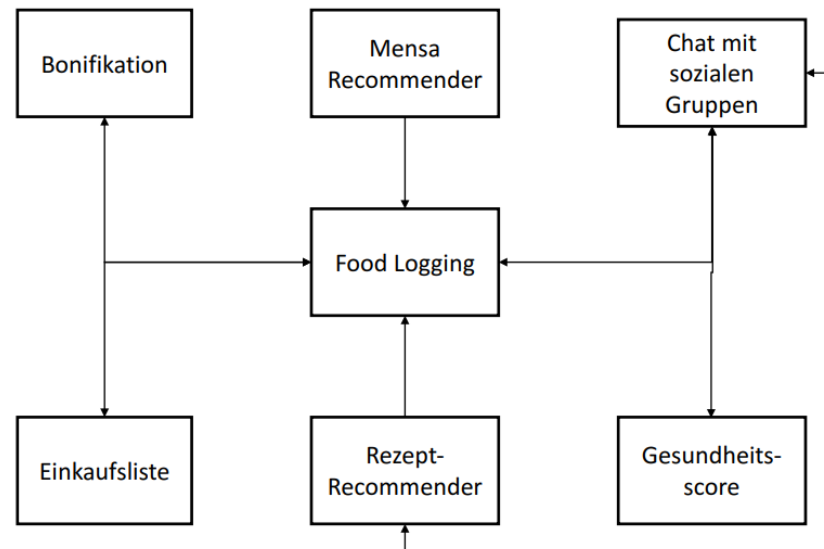 Bonifikation
Mensa
Recommender
Chat mit
sozialen
Gruppen
Food Logging
Einkaufsliste
Rezept-
Recommender
Gesundheits-
score